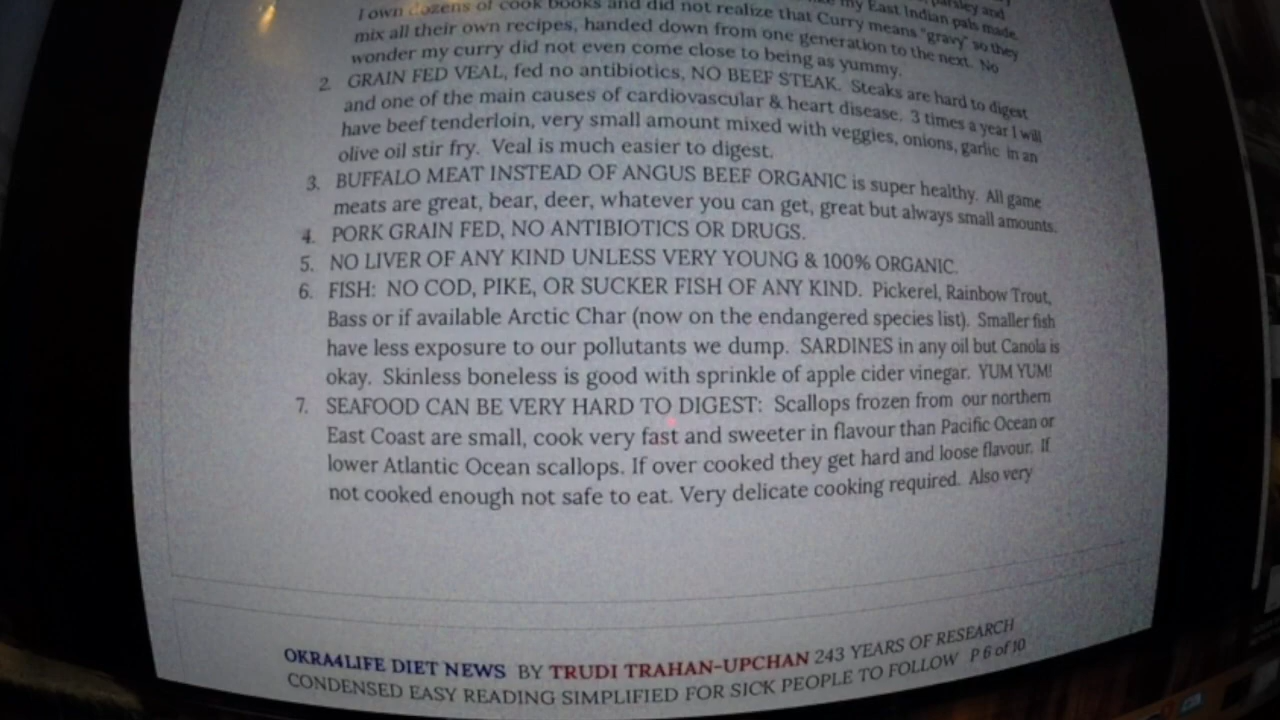 parsley and
I own dozens of cook books and did not realize that Curry means "gravy" so they
my East Indian pals made.
mix all their own recipes, handed down from one generation to the next. No
wonder my curry did not even come close to being as yummy.
2. GRAIN FED VEAL, fed no antibiotics, NO BEEF STEAK. Steaks are hard to digest
and one of the main causes of cardiovascular & heart disease. 3 times a year I will
have beef tenderloin, very small amount mixed with veggies, onions, garlic in an
olive oil stir fry. Veal is much easier to digest.
3. BUFFALO MEAT INSTEAD OF ANGUS BEEF ORGANIC is super healthy. All game
meats are great, bear, deer, whatever you can get, great but always small amounts.
4. PORK GRAIN FED, NO ANTIBIOTICS OR DRUGS.
5. NO LIVER OF ANY KIND UNLESS VERY YOUNG & 100% ORGANIC.
6. FISH: NO COD, PIKE, OR SUCKER FISH OF ANY KIND. Pickerel, Rainbow Trout,
Bass or if available Arctic Char (now on the endangered species list). Smaller fish
have less exposure to our pollutants we dump. SARDINES in any oil but Canola is
okay. Skinless boneless is good with sprinkle of apple cider vinegar. YUM YUM!
7. SEAFOOD CAN BE VERY HARD TO DIGEST: Scallops frozen from our northern
East Coast are small, cook very fast and sweeter in flavour than Pacific Ocean or
lower Atlantic Ocean scallops. If over cooked they get hard and loose flavour. If
not cooked enough not safe to eat. Very delicate cooking required. Also very
OKRA4LIFE DIET NEWS BY TRUDI TRAHAN-UPCHAN 243 YEARS OF RESEARCH
CONDENSED EASY READING SIMPLIFIED FOR SICK PEOPLE TO FOLLOW P 6 of 10